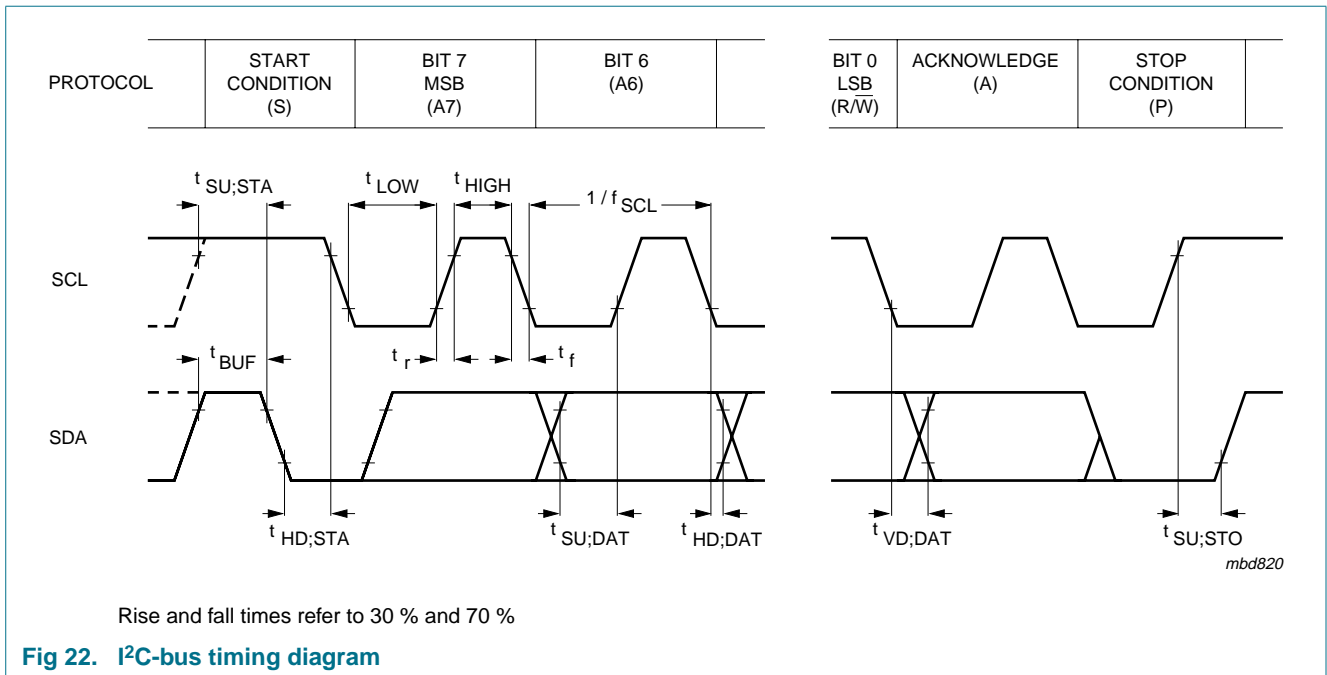 PROTOCOL
START
CONDITION
(S)
BIT 7
MSB
(A7)
BIT 6
(A6)
BIT 0
LSB
(R/W̅)
ACKNOWLEDGE
(A)
STOP
CONDITION
(P)
t SU;STA
t LOW
t HIGH
1 / f SCL
SCL
t BUF
t r
t f
SDA
t HD;STA
t SU;DAT
t HD;DAT
t VD;DAT
t SU;STO
mbd820
Rise and fall times refer to 30 % and 70 %
Fig 22. I²C-bus timing diagram